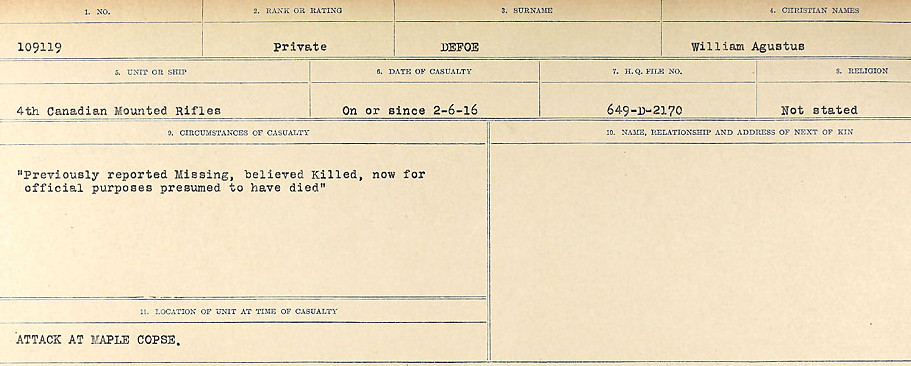 1. NO.
2. RANK OR RATING
3. SURNAME
4. CHRISTIAN NAMES
109119
Private
DEFOE
William Agustus
5. UNIT OR SHIP
6. DATE OF CASUALTY
7. H. Q. FILE NO.
8. RELIGION
4th Canadian Mounted Rifles
On or since 2-6-16
649-D-2170
Not stated
9. CIRCUMSTANCES OF CASUALTY
10. NAME, RELATIONSHIP AND ADDRESS OF NEXT OF KIN
"Previously reported Missing, believed Killed, now for
official purposes presumed to have died"
11. LOCATION OF UNIT AT TIME OF CASUALTY
ATTACK AT MAPLE COPSE.